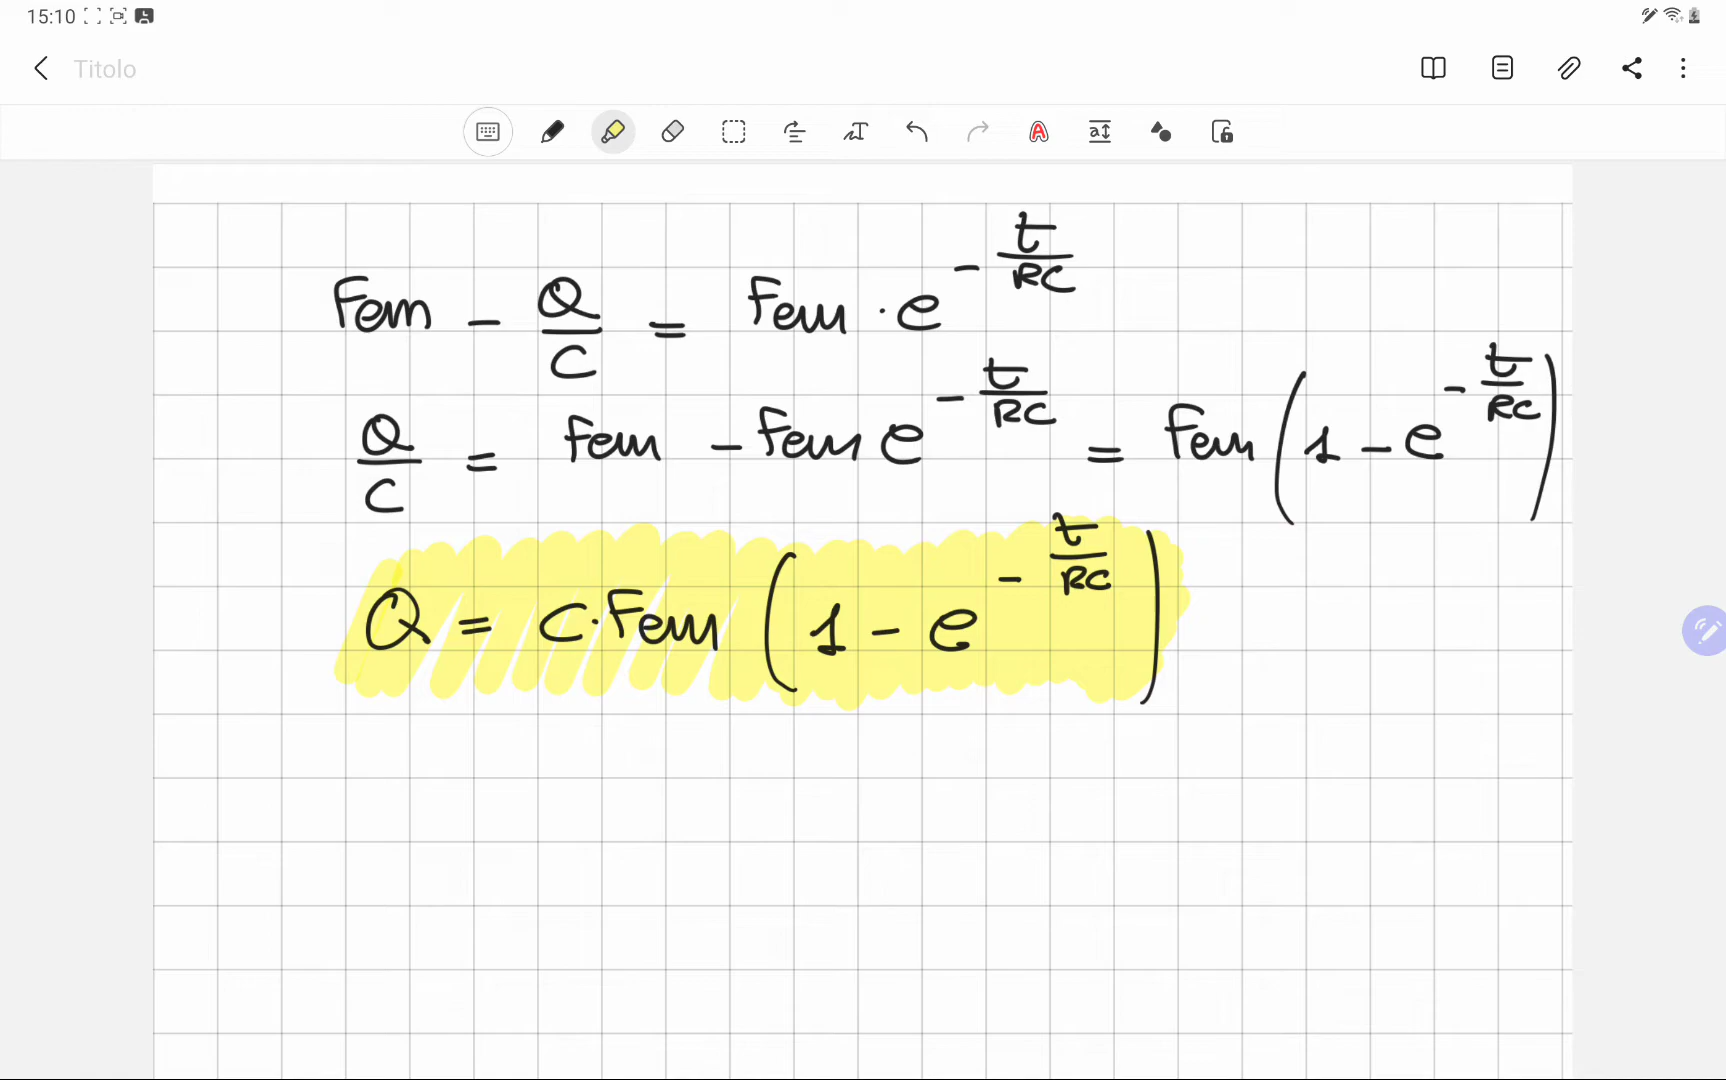 15:10
Titolo
Fem - Q/C = Fem · e^(-t/RC)
Q/C = Fem - Fem e^(-t/RC) = Fem (1 - e^(-t/RC))
Q = C·Fem (1 - e^(-t/RC))